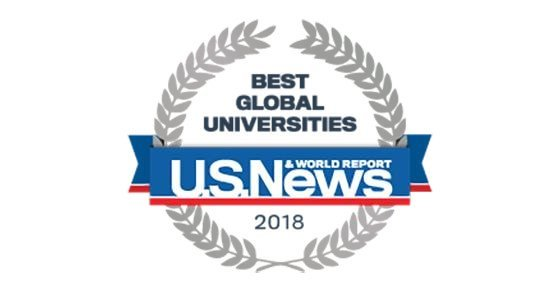 BEST
GLOBAL
UNIVERSITIES
& WORLD REPORT
U.S.News
2018